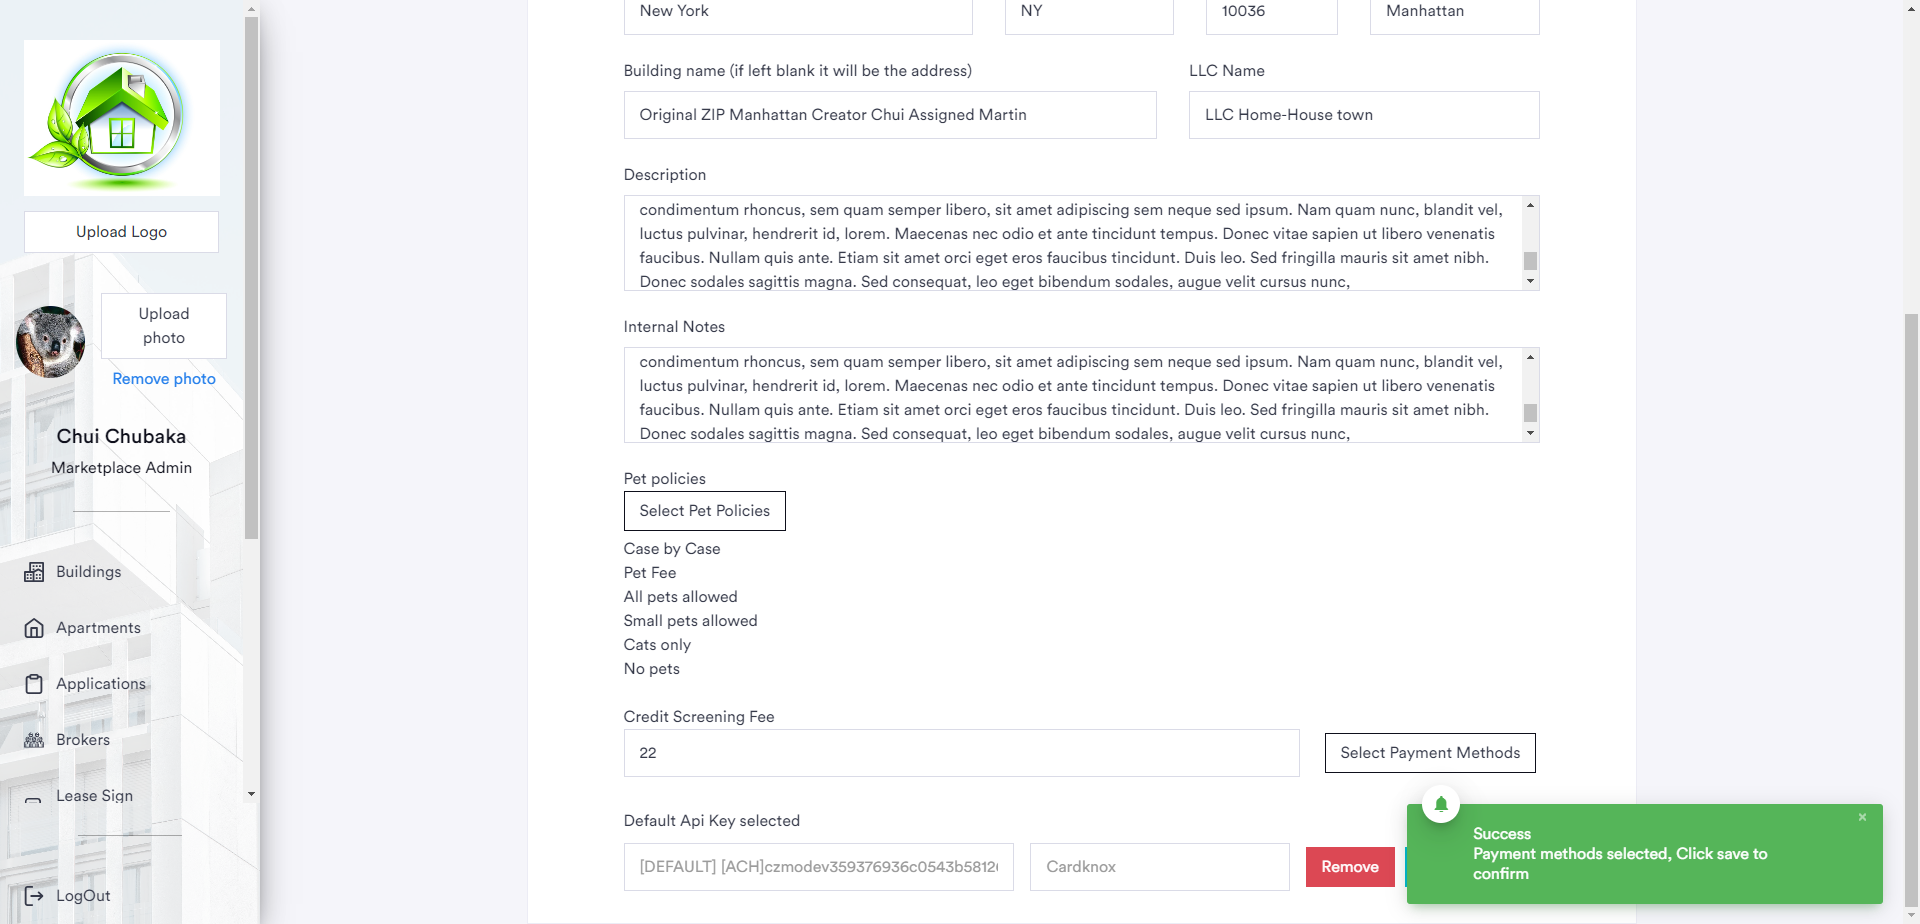 Upload Logo
Upload
photo
Remove photo
Chui Chubaka
Marketplace Admin
Buildings
Apartments
Applications
Brokers
Lease Sign
LogOut
New York
NY
10036
Manhattan
Building name (if left blank it will be the address)
LLC Name
Original ZIP Manhattan Creator Chui Assigned Martin
LLC Home-House town
Description
condimentum rhoncus, sem quam semper libero, sit amet adipiscing sem neque sed ipsum. Nam quam nunc, blandit vel,
luctus pulvinar, hendrerit id, lorem. Maecenas nec odio et ante tincidunt tempus. Donec vitae sapien ut libero venenatis
faucibus. Nullam quis ante. Etiam sit amet orci eget eros faucibus tincidunt. Duis leo. Sed fringilla mauris sit amet nibh.
Donec sodales sagittis magna. Sed consequat, leo eget bibendum sodales, augue velit cursus nunc,
Internal Notes
condimentum rhoncus, sem quam semper libero, sit amet adipiscing sem neque sed ipsum. Nam quam nunc, blandit vel,
luctus pulvinar, hendrerit id, lorem. Maecenas nec odio et ante tincidunt tempus. Donec vitae sapien ut libero venenatis
faucibus. Nullam quis ante. Etiam sit amet orci eget eros faucibus tincidunt. Duis leo. Sed fringilla mauris sit amet nibh.
Donec sodales sagittis magna. Sed consequat, leo eget bibendum sodales, augue velit cursus nunc,
Pet policies
Select Pet Policies
Case by Case
Pet Fee
All pets allowed
Small pets allowed
Cats only
No pets
Credit Screening Fee
22
Select Payment Methods
Default Api Key selected
[DEFAULT] [ACH]czmodev359376936c0543b5812
Cardknox
Remove
Success
Payment methods selected, Click save to
confirm